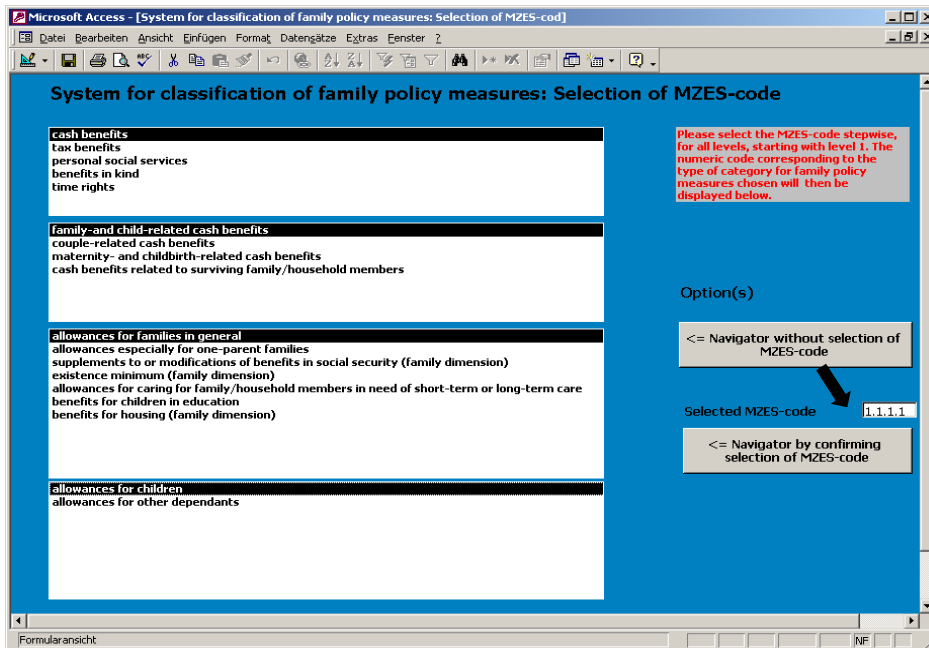 Microsoft Access - [System for classification of family policy measures: Selection of MZES-cod]
Datei Bearbeiten Ansicht Einfügen Format Datensätze Extras Fenster ?
System for classification of family policy measures: Selection of MZES-code
cash benefits
tax benefits
personal social services
benefits in kind
time rights
Please select the MZES-code stepwise,
for all levels, starting with level 1. The
numeric code corresponding to the
type of category for family policy
measures chosen will then be
displayed below.
family-and child-related cash benefits
couple-related cash benefits
maternity- and childbirth-related cash benefits
cash benefits related to surviving family/household members
Option(s)
allowances for families in general
allowances especially for one-parent families
supplements to or modifications of benefits in social security (family dimension)
existence minimum (family dimension)
allowances for caring for family/household members in need of short-term or long-term care
benefits for children in education
benefits for housing (family dimension)
<= Navigator without selection of
MZES-code
Selected MZES-code 1.1.1.1
<= Navigator by confirming
selection of MZES-code
allowances for children
allowances for other dependants
Formularansicht NF